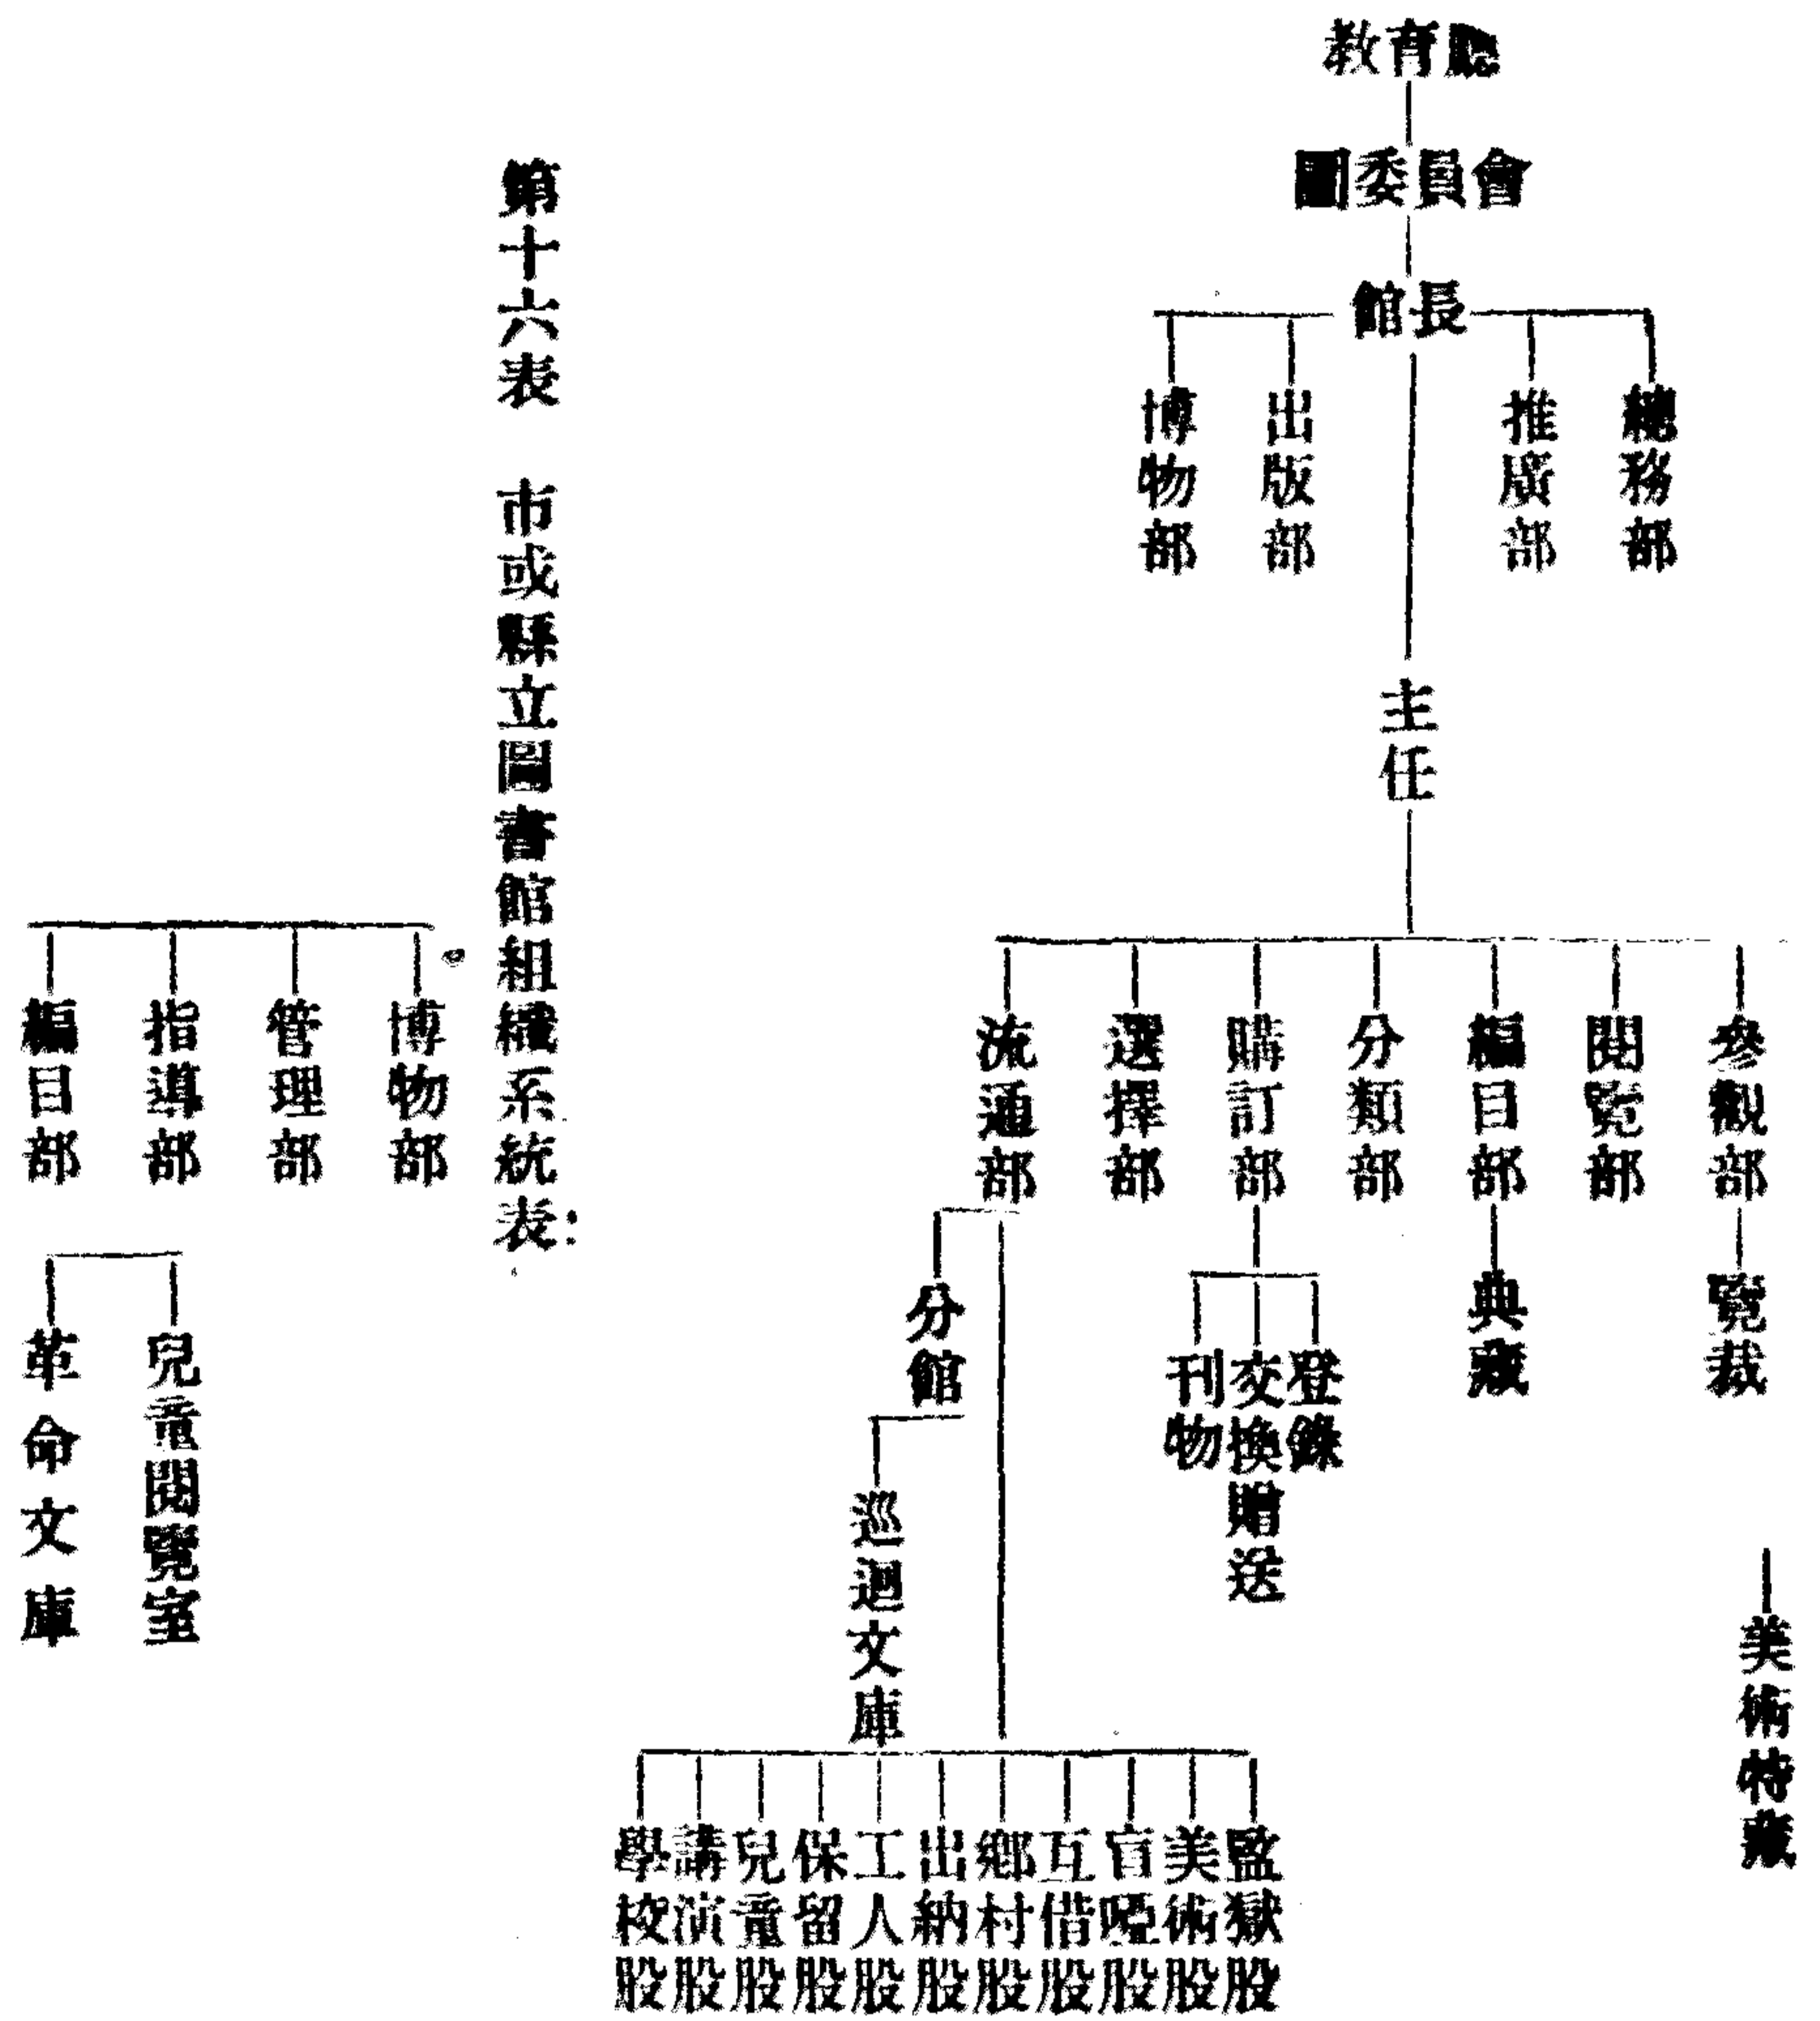 教育廳
圖委員會
館長
總務部
推廣部
出版部
博物部
主任
參觀部
閱覽部
編目部
分類部
購訂部
選擇部
流通部
覽裁
典藏
登錄
交換贈送
刊物
分館
巡迴文庫
美術特藏
監獄股
美術股
盲啞股
互借股
鄉村股
出納股
工人股
保留股
兒童股
講演股
學校股
第十六表 市或縣立圖書館組織系統表:
博物部
管理部
指導部
編目部
兒童閱覽室
革命文庫